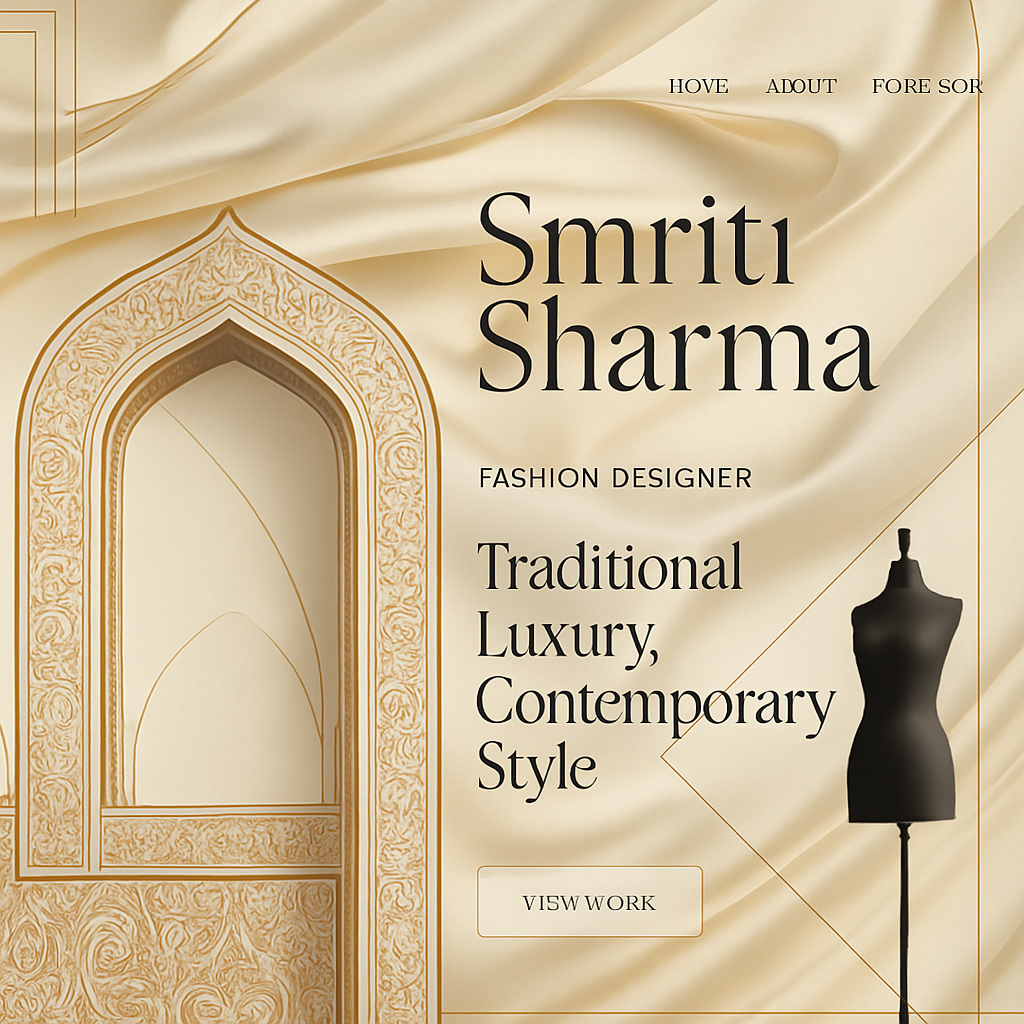 HOVE ADOUT FORE SOR
Smriti
Sharma
FASHION DESIGNER
Traditional
Luxury,
Contemporary
Style
VISW WORK